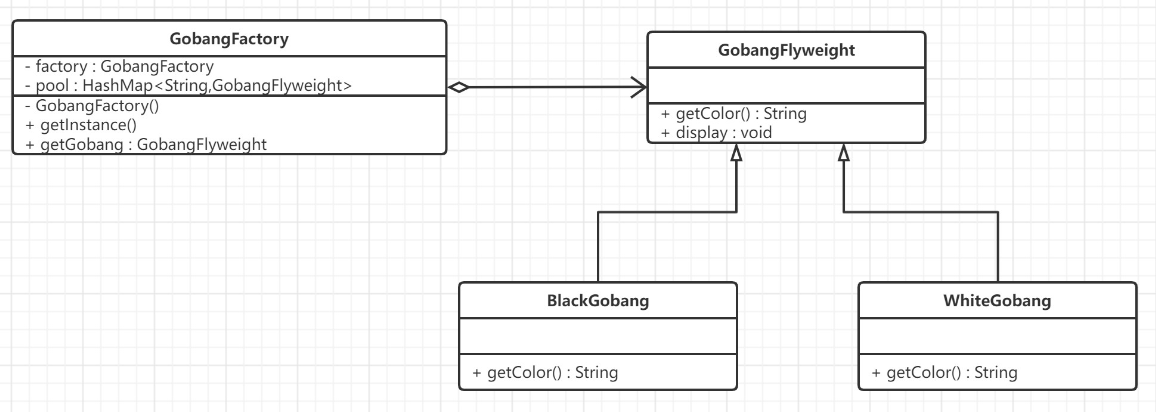 GobangFactory
- factory : GobangFactory
- pool : HashMap<String,GobangFlyweight>
- GobangFactory()
+ getInstance()
+ getGobang : GobangFlyweight
GobangFlyweight
+ getColor() : String
+ display : void
BlackGobang
+ getColor() : String
WhiteGobang
+ getColor() : String